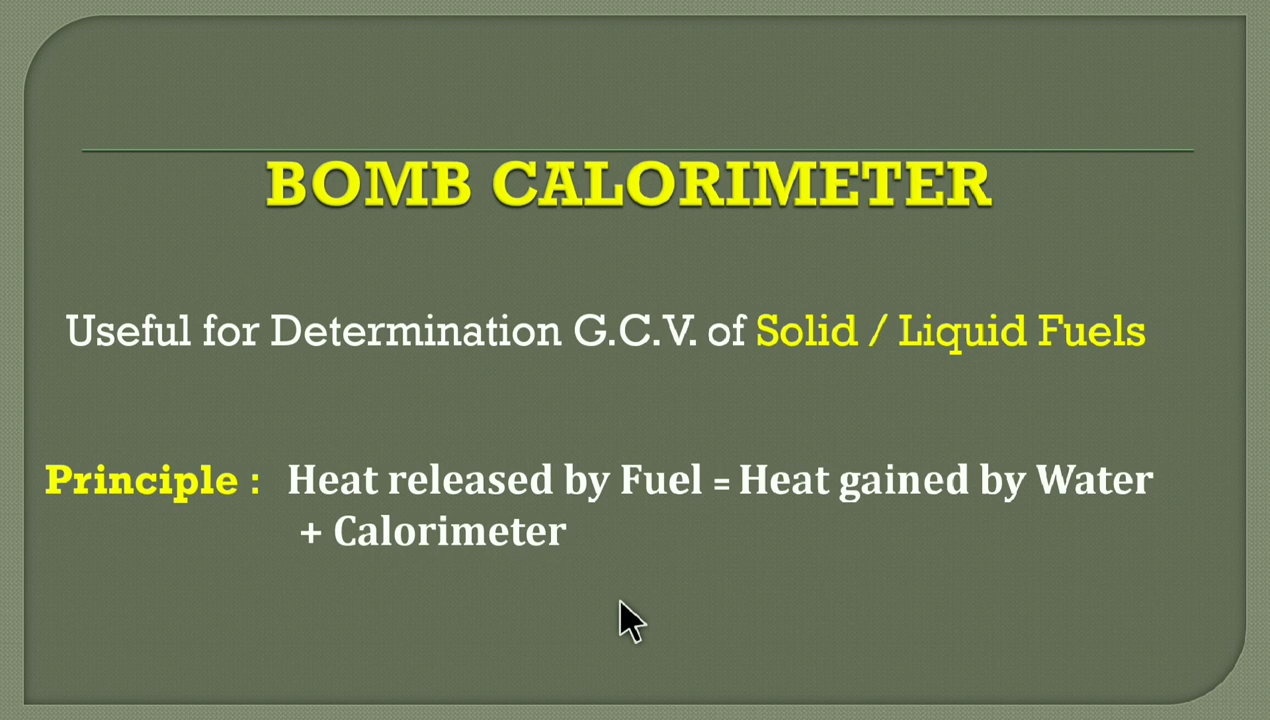 BOMB CALORIMETER
Useful for Determination G.C.V. of Solid / Liquid Fuels
Principle : Heat released by Fuel = Heat gained by Water
+ Calorimeter